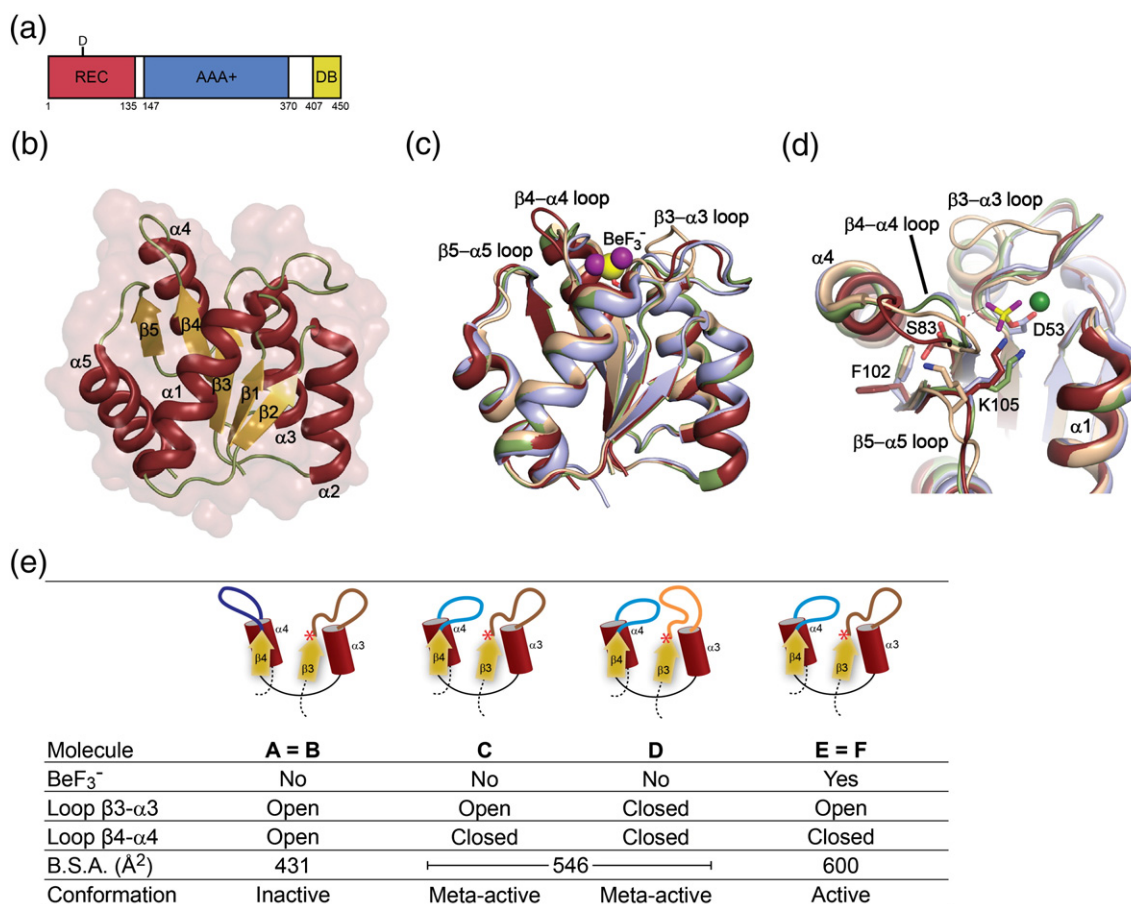 (a)
D
REC AAA+ DB
1 135 147 370 407 450
(b) (c) (d)
α4
β5 β4
α5 α1 β3 β1
β2
α3
α2
β4–α4 loop
β3–α3 loop
β5–α5 loop BeF₃⁻
β3–α3 loop
β4–α4 loop
α4
S83 D53
F102
K105
α1
β5–α5 loop
(e)
α4 β4 * β3 α3
α4 β4 * β3 α3
α4 β4 * β3 α3
α4 β4 * β3 α3
Molecule A = B C D E = F
BeF₃⁻ No No No Yes
Loop β3-α3 Open Open Closed Open
Loop β4-α4 Open Closed Closed Closed
B.S.A. (Å²) 431 546 600
Conformation Inactive Meta-active Meta-active Active